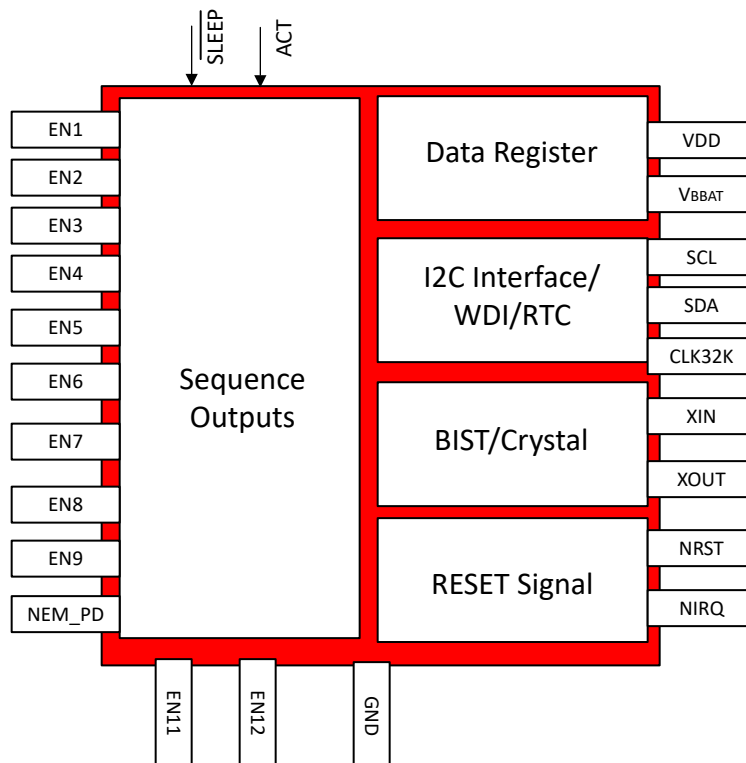 SLEEP
ACT
EN1
EN2
EN3
EN4
EN5
EN6
EN7
EN8
EN9
NEM_PD
Sequence
Outputs
Data Register
I2C Interface/
WDI/RTC
BIST/Crystal
RESET Signal
VDD
VBBAT
SCL
SDA
CLK32K
XIN
XOUT
NRST
NIRQ
EN11
EN12
GND